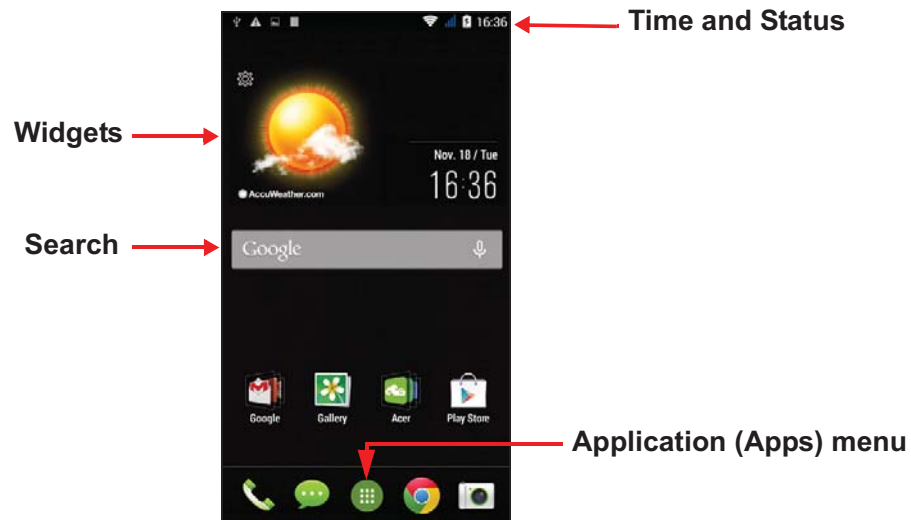 16:36
Time and Status
Widgets
Nov. 18 / Tue
16:36
AccuWeather.com
Search
Google
Google
Gallery
Acer
Play Store
Application (Apps) menu